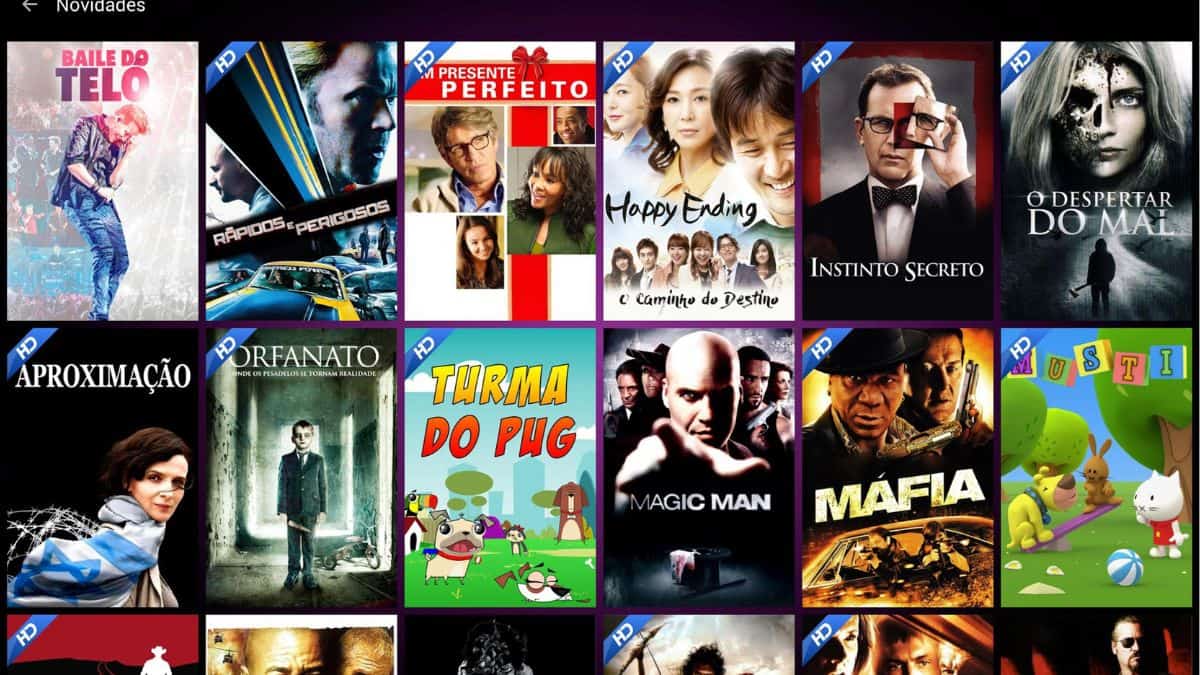 Novidades
BAILE DO
TELO
HD
RÁPIDOS E PERIGOSOS
HD
M PRESENTE
PERFEITO
HD
Happy Ending
O Caminho do Destino
HD
INSTINTO SECRETO
HD
O DESPERTAR
DO MAL
HD
APROXIMAÇÃO
HD
ORFANATO
ONDE OS PESADELOS SE TORNAM REALIDADE
HD
TURMA
DO PUG
MAGIC MAN
HD
MÁFIA
HD
MUSTI
HD
HD
HD
HD